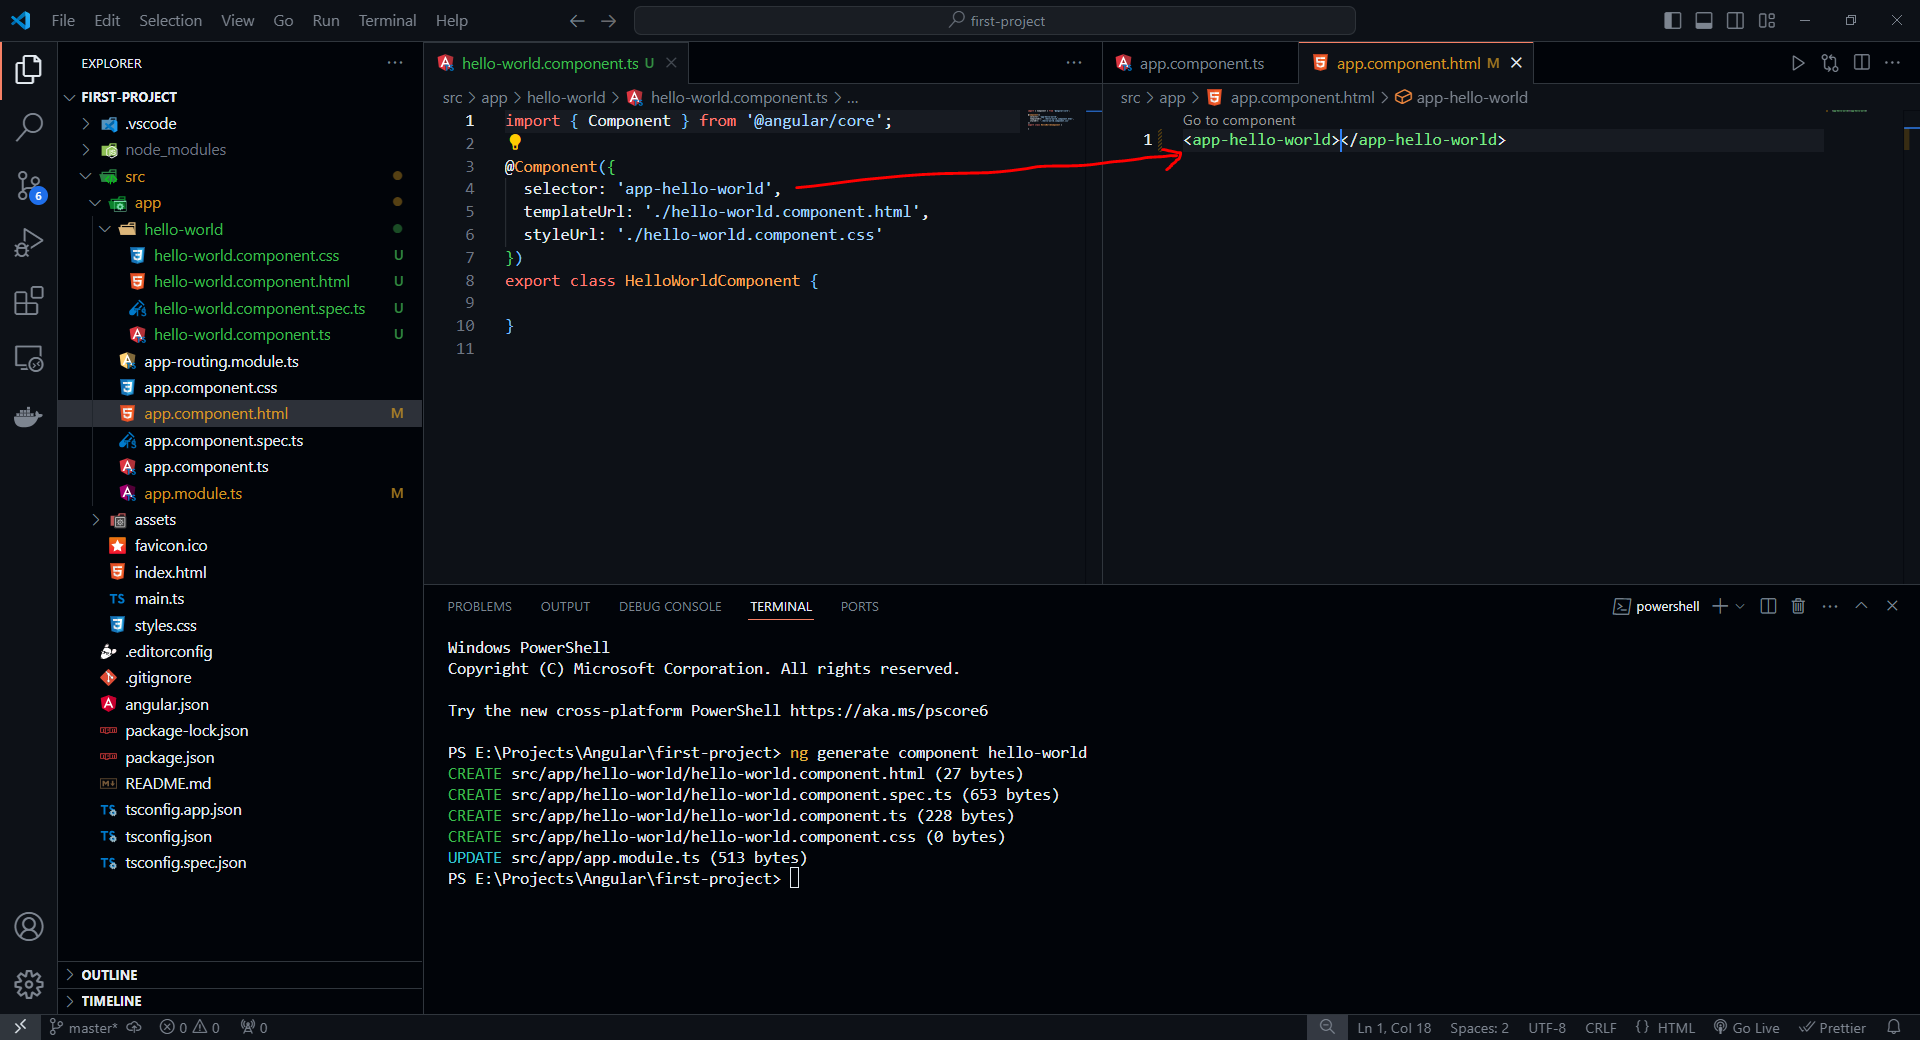 File Edit Selection View Go Run Terminal Help
first-project
EXPLORER
FIRST-PROJECT
.vscode
node_modules
src
app
hello-world
hello-world.component.css U
hello-world.component.html U
hello-world.component.spec.ts U
hello-world.component.ts U
app-routing.module.ts
app.component.css
app.component.html M
app.component.spec.ts
app.component.ts
app.module.ts M
assets
favicon.ico
index.html
TS main.ts
styles.css
.editorconfig
.gitignore
angular.json
package-lock.json
package.json
README.md
TS tsconfig.app.json
TS tsconfig.json
TS tsconfig.spec.json
OUTLINE
TIMELINE
6
hello-world.component.ts U
src > app > hello-world > hello-world.component.ts > ...
1 import { Component } from '@angular/core';
2
3 @Component({
4 selector: 'app-hello-world',
5 templateUrl: './hello-world.component.html',
6 styleUrl: './hello-world.component.css'
7 })
8 export class HelloWorldComponent {
9
10 }
11
app.component.ts
app.component.html M
src > app > app.component.html > app-hello-world
Go to component
1 <app-hello-world></app-hello-world>
PROBLEMS OUTPUT DEBUG CONSOLE TERMINAL PORTS
powershell
Windows PowerShell
Copyright (C) Microsoft Corporation. All rights reserved.
Try the new cross-platform PowerShell https://aka.ms/pscore6
PS E:\Projects\Angular\first-project> ng generate component hello-world
CREATE src/app/hello-world/hello-world.component.html (27 bytes)
CREATE src/app/hello-world/hello-world.component.spec.ts (653 bytes)
CREATE src/app/hello-world/hello-world.component.ts (228 bytes)
CREATE src/app/hello-world/hello-world.component.css (0 bytes)
UPDATE src/app/app.module.ts (513 bytes)
PS E:\Projects\Angular\first-project>
master* 0 0 0
Ln 1, Col 18 Spaces: 2 UTF-8 CRLF {} HTML Go Live Prettier